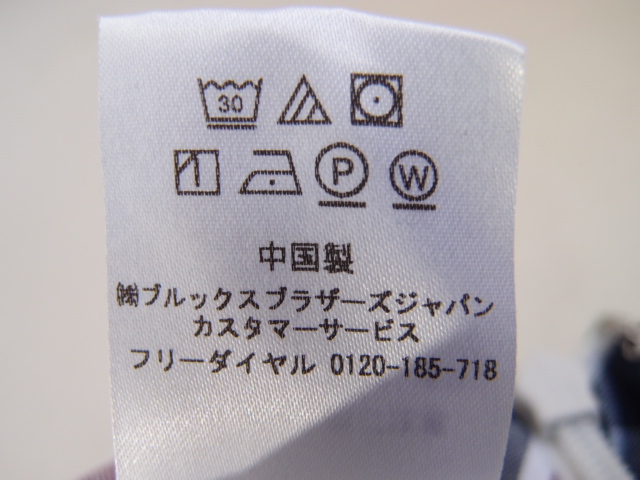 30
P W
中国製
㈱ブルックスブラザーズジャパン
カスタマーサービス
フリーダイヤル 0120-185-718